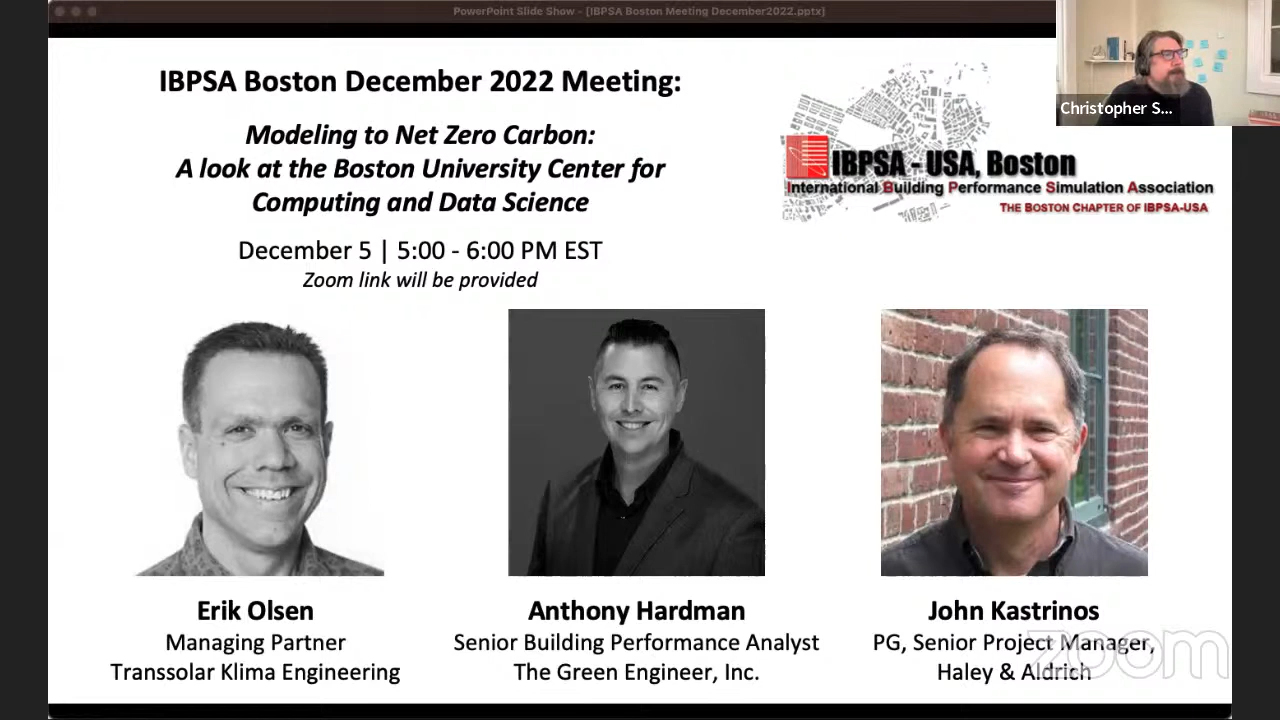 PowerPoint Slide Show - [IBPSA Boston Meeting December2022.pptx]
IBPSA Boston December 2022 Meeting:
Modeling to Net Zero Carbon:
A look at the Boston University Center for
Computing and Data Science
December 5 | 5:00 - 6:00 PM EST
Zoom link will be provided
Christopher S...
IBPSA - USA, Boston
International Building Performance Simulation Association
THE BOSTON CHAPTER OF IBPSA-USA
Erik Olsen
Managing Partner
Transsolar Klima Engineering
Anthony Hardman
Senior Building Performance Analyst
The Green Engineer, Inc.
John Kastrinos
PG, Senior Project Manager,
Haley & Aldrich
zoom